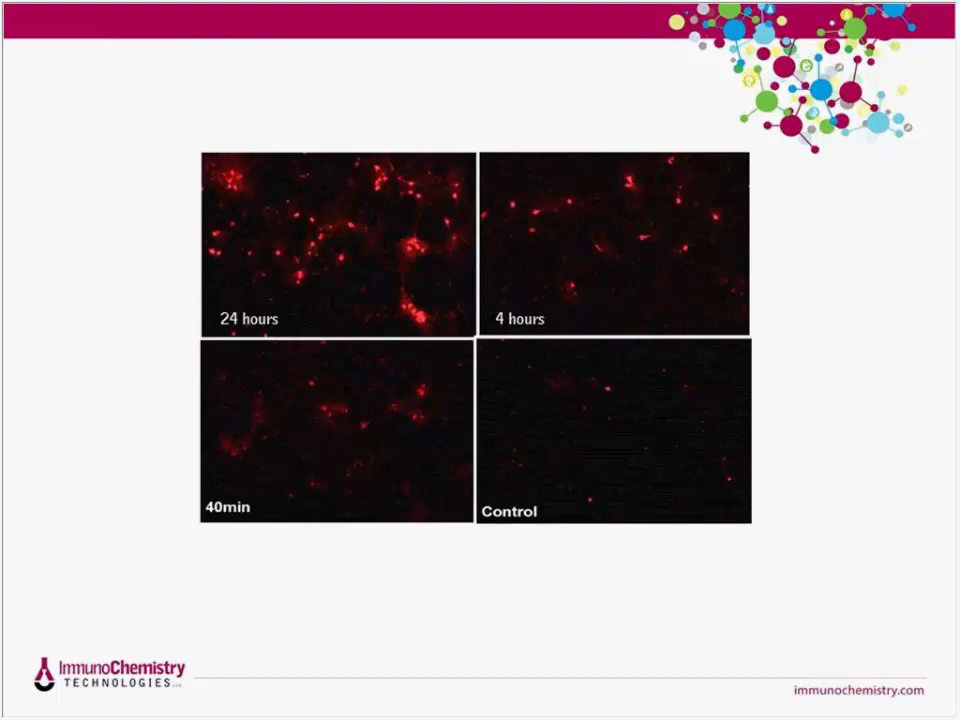 24 hours
4 hours
40min
Control
ImmunoChemistry
TECHNOLOGIES
immunochemistry.com